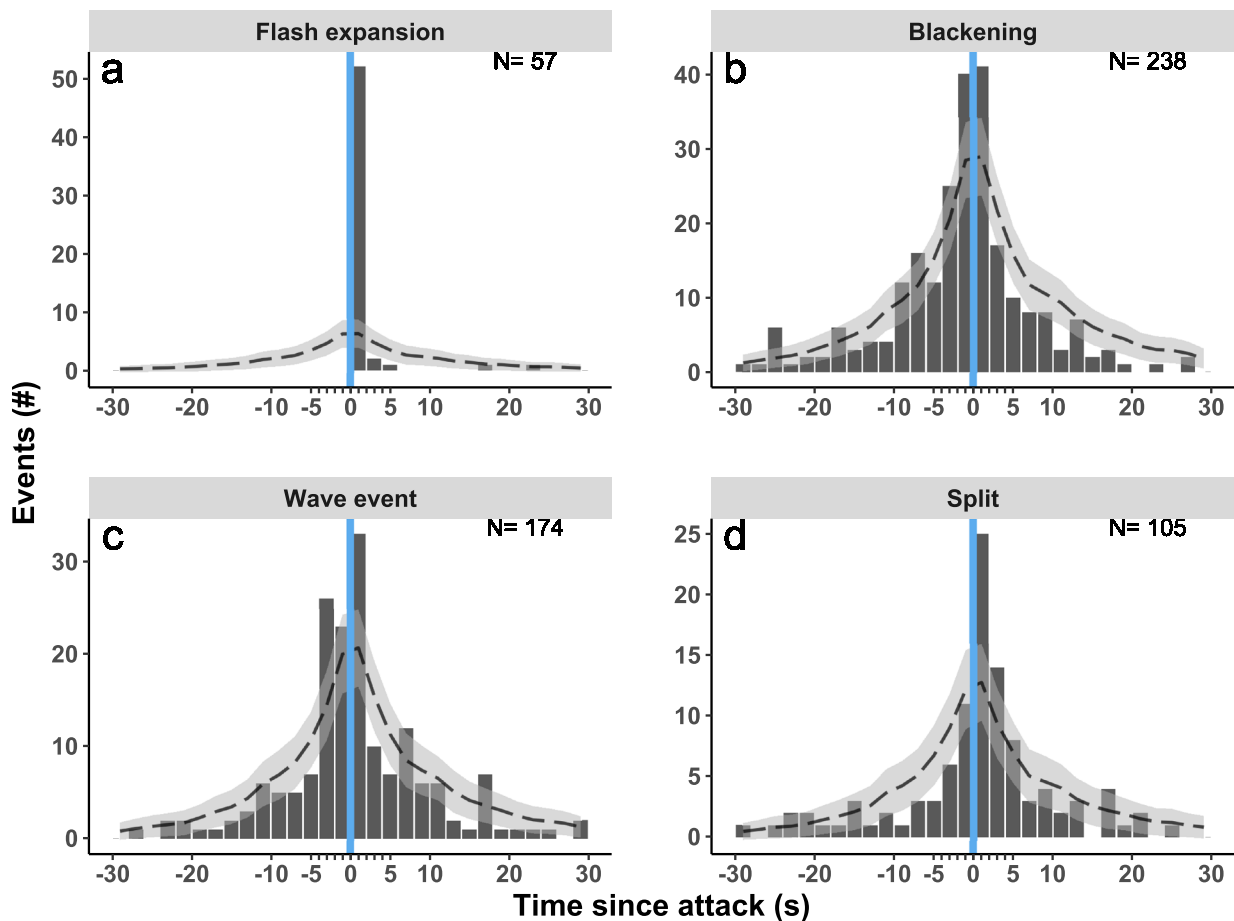 Flash expansion
a
N= 57
50
40
30
20
10
0
-30 -20 -10 -5 0 5 10 20 30
Blackening
b
N= 238
40
30
20
10
0
-30 -20 -10 -5 0 5 10 20 30
Events (#)
Wave event
c
N= 174
30
20
10
0
-30 -20 -10 -5 0 5 10 20 30
Split
d
N= 105
25
20
15
10
5
0
-30 -20 -10 -5 0 5 10 20 30
Time since attack (s)